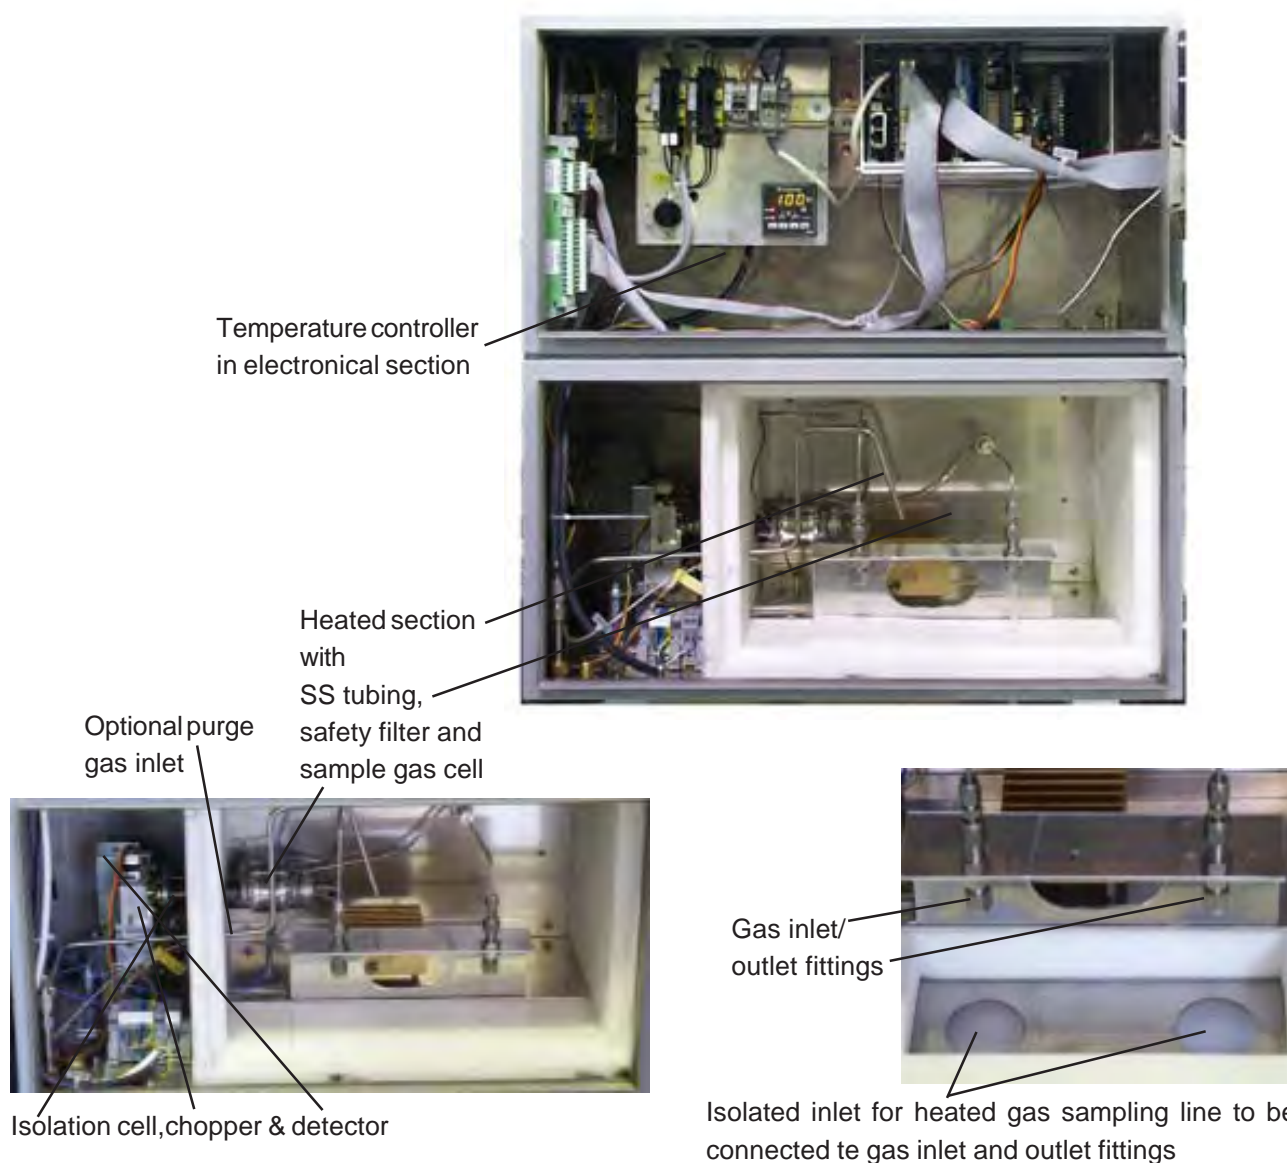 100
Temperature controller
in electronical section
Heated section
with
SS tubing,
safety filter and
sample gas cell
Optional purge
gas inlet
Gas inlet/
outlet fittings
Isolation cell,chopper & detector
Isolated inlet for heated gas sampling line to be
connected te gas inlet and outlet fittings